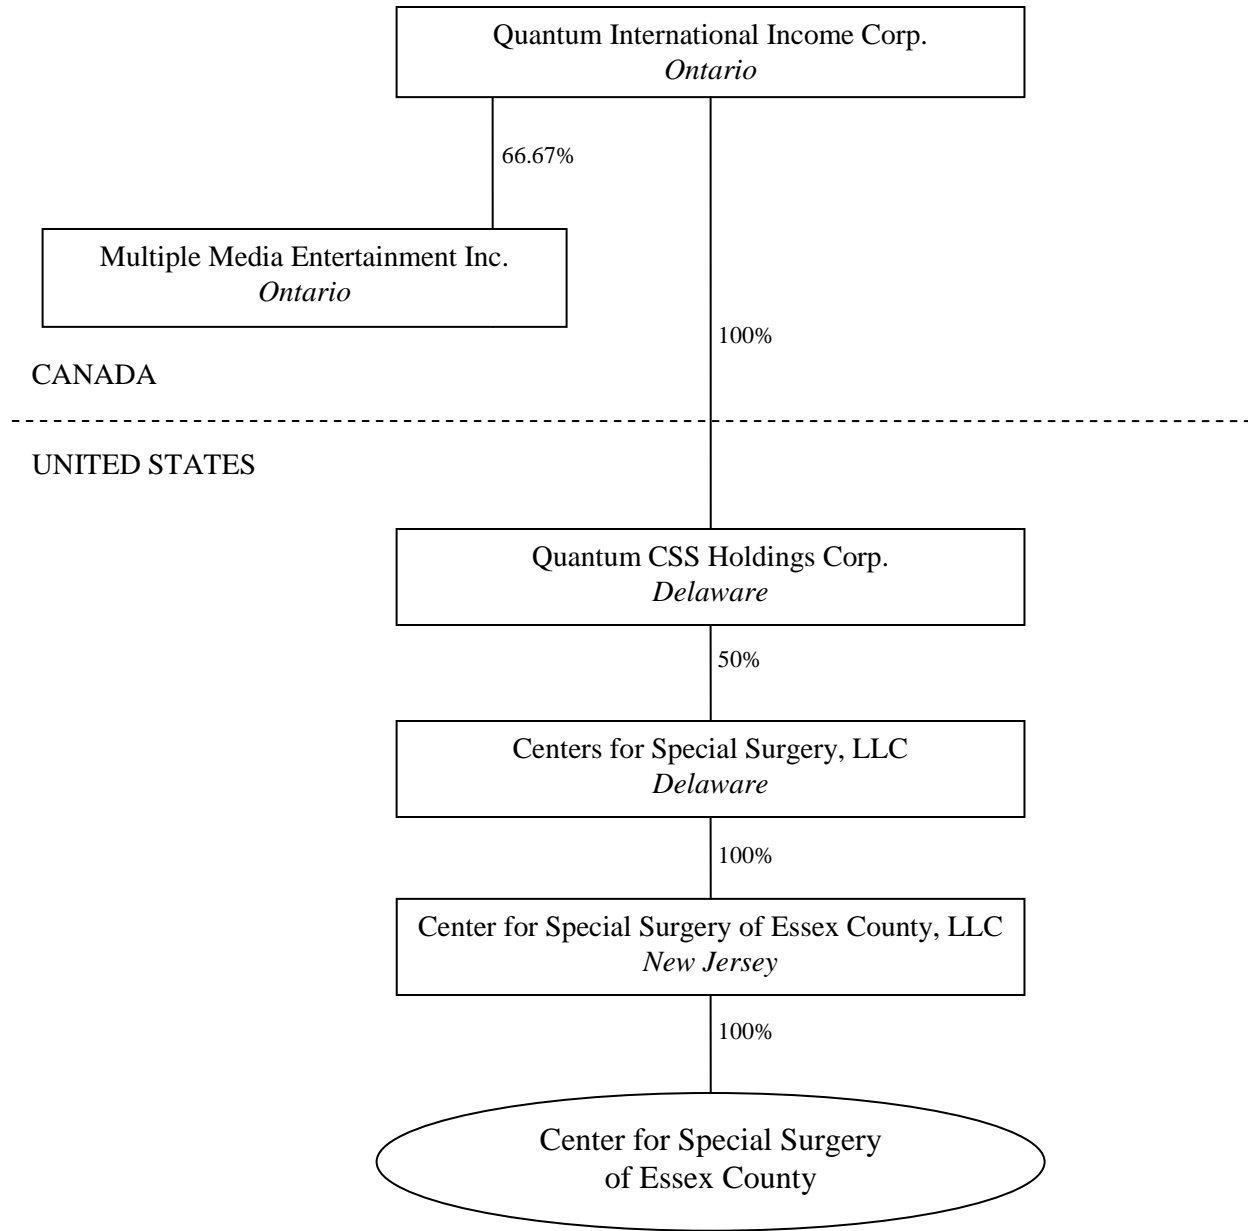 Quantum International Income Corp.
Ontario
66.67%
Multiple Media Entertainment Inc.
Ontario
100%
CANADA
UNITED STATES
Quantum CSS Holdings Corp.
Delaware
50%
Centers for Special Surgery, LLC
Delaware
100%
Center for Special Surgery of Essex County, LLC
New Jersey
100%
Center for Special Surgery
of Essex County